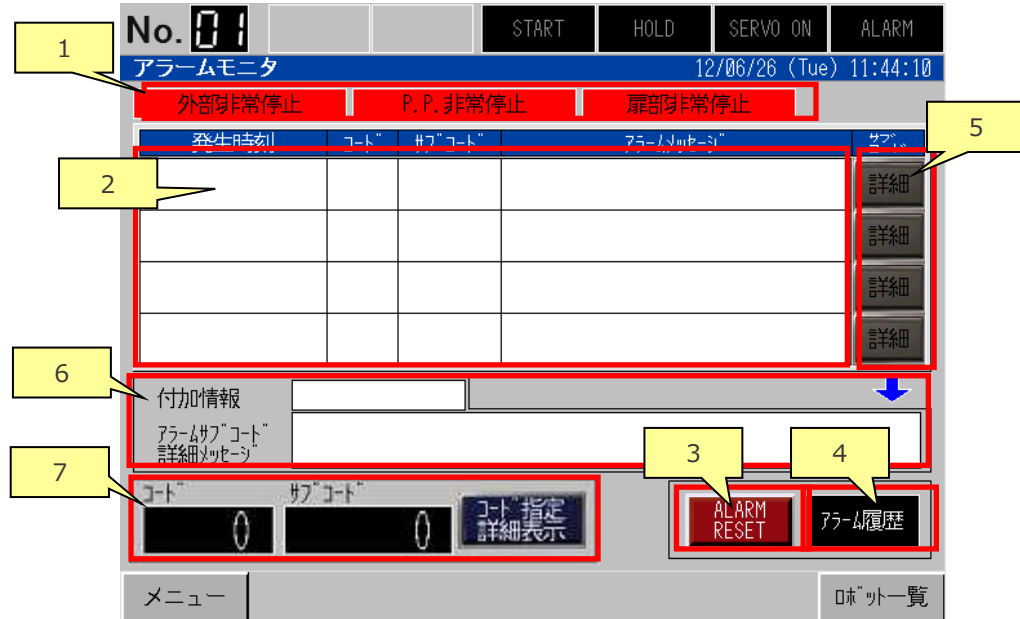 No. 01 START HOLD SERVO ON ALARM
アラームモニタ 12/06/26 (Tue) 11:44:10
1
外部非常停止 P.P.非常停止 扉部非常停止
発生時刻 コード サブコード アラームメッセージ サブコード
5
2
詳細
詳細
詳細
詳細
6
付加情報
アラームサブコード
詳細メッセージ
7
3
4
コード サブコード
0 0
コード指定
詳細表示
ALARM
RESET
アラーム履歴
メニュー ロボット一覧